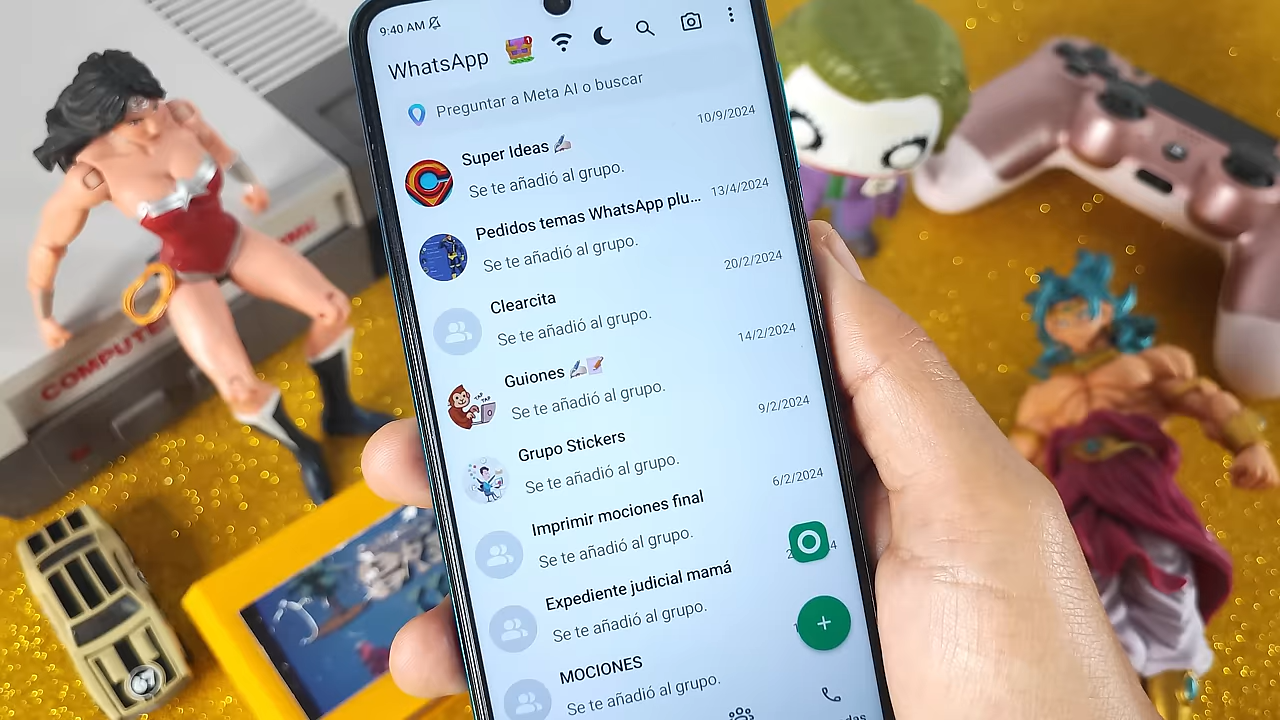 9:40 AM
WhatsApp
1
Preguntar a Meta AI o buscar
Super Ideas
10/9/2024
Se te añadió al grupo.
Pedidos temas WhatsApp plu...
13/4/2024
Se te añadió al grupo.
Clearcita
20/2/2024
Se te añadió al grupo.
Guiones
14/2/2024
Se te añadió al grupo.
Grupo Stickers
9/2/2024
Se te añadió al grupo.
Imprimir mociones final
6/2/2024
Se te añadió al grupo.
Expediente judicial mamá
Se te añadió al grupo.
MOCIONES
Se te añadió al grupo.
COMPUTE